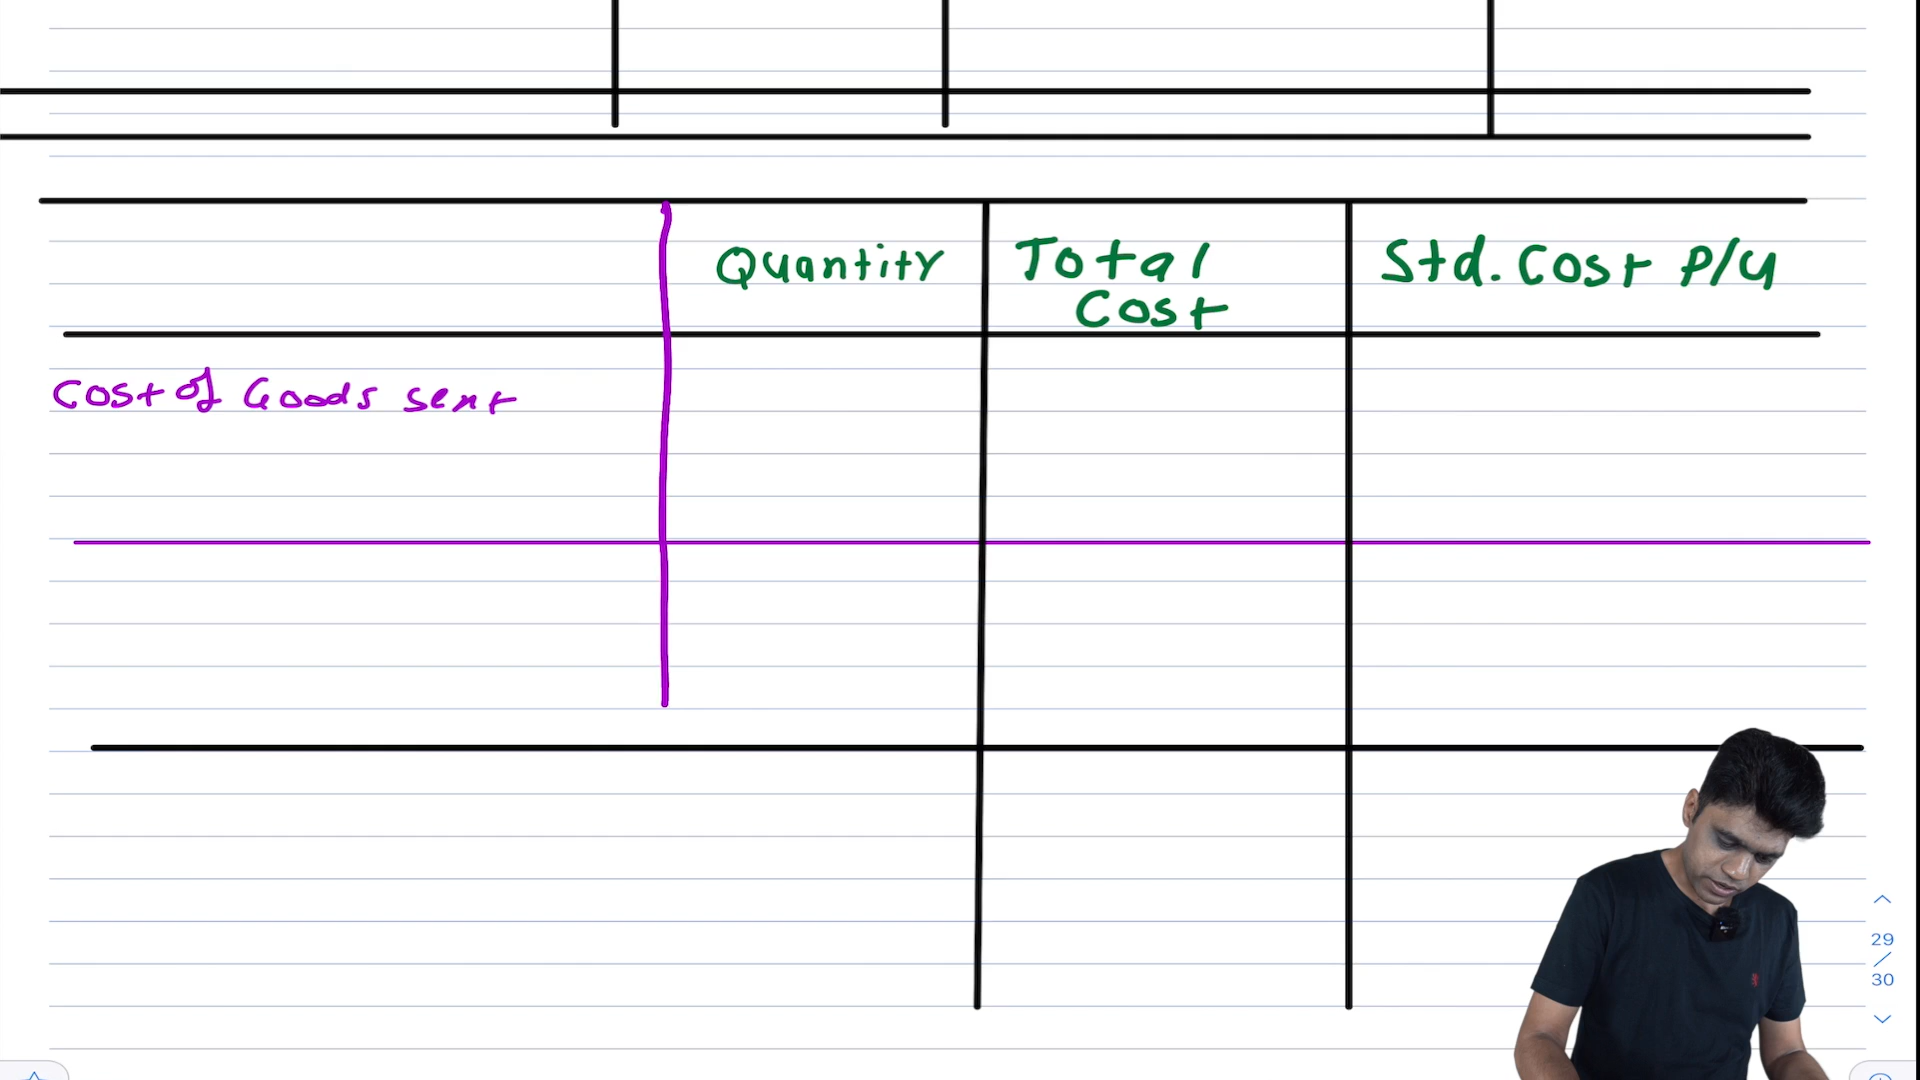 Quantity
Total
Cost
Std. Cost P/U
Cost of Goods sent
29
/
30